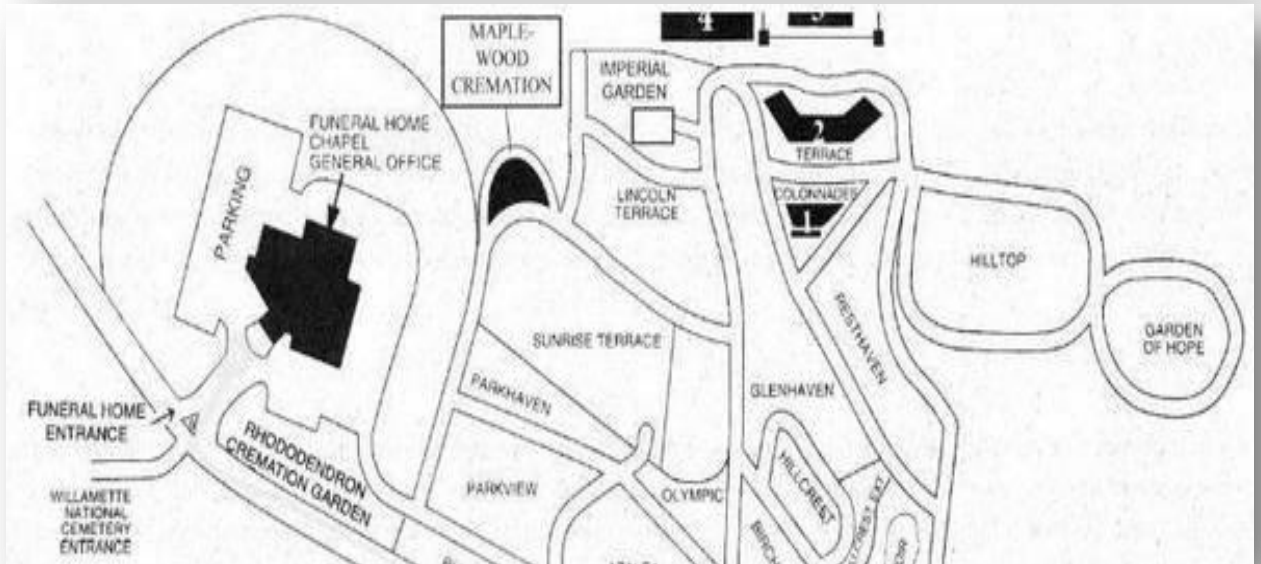 4
MAPLE-
WOOD
CREMATION
IMPERIAL
GARDEN
2
TERRACE
FUNERAL HOME
CHAPEL
GENERAL OFFICE
PARKING
LINCOLN
TERRACE
COLONNADES
1
HILLTOP
GARDEN
OF HOPE
RESTHAVEN
SUNRISE TERRACE
PARKHAVEN
GLENHAVEN
FUNERAL HOME
ENTRANCE
RHODODENDRON
CREMATION GARDEN
WILLAMETTE
NATIONAL
CEMETERY
ENTRANCE
PARKVIEW
OLYMPIC
HILLCREST